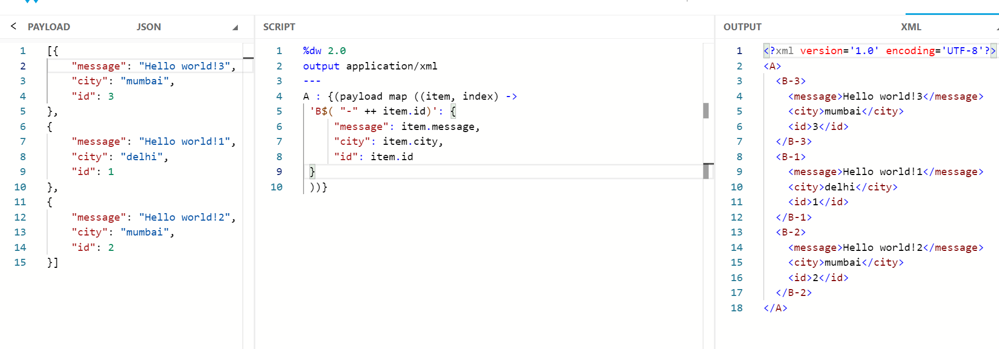 < PAYLOAD JSON
1 [{
2 "message": "Hello world!3",
3 "city": "mumbai",
4 "id": 3
5 },
6 {
7 "message": "Hello world!1",
8 "city": "delhi",
9 "id": 1
10 },
11 {
12 "message": "Hello world!2",
13 "city": "mumbai",
14 "id": 2
15 }]
SCRIPT
1 %dw 2.0
2 output application/xml
3 ---
4 A : {(payload map ((item, index) ->
5 'B$( "-" ++ item.id)': {
6 "message": item.message,
7 "city": item.city,
8 "id": item.id
9 }
10 ))}
OUTPUT XML
1 <?xml version='1.0' encoding='UTF-8'?>
2 <A>
3 <B-3>
4 <message>Hello world!3</message>
5 <city>mumbai</city>
6 <id>3</id>
7 </B-3>
8 <B-1>
9 <message>Hello world!1</message>
10 <city>delhi</city>
11 <id>1</id>
12 </B-1>
13 <B-2>
14 <message>Hello world!2</message>
15 <city>mumbai</city>
16 <id>2</id>
17 </B-2>
18 </A>